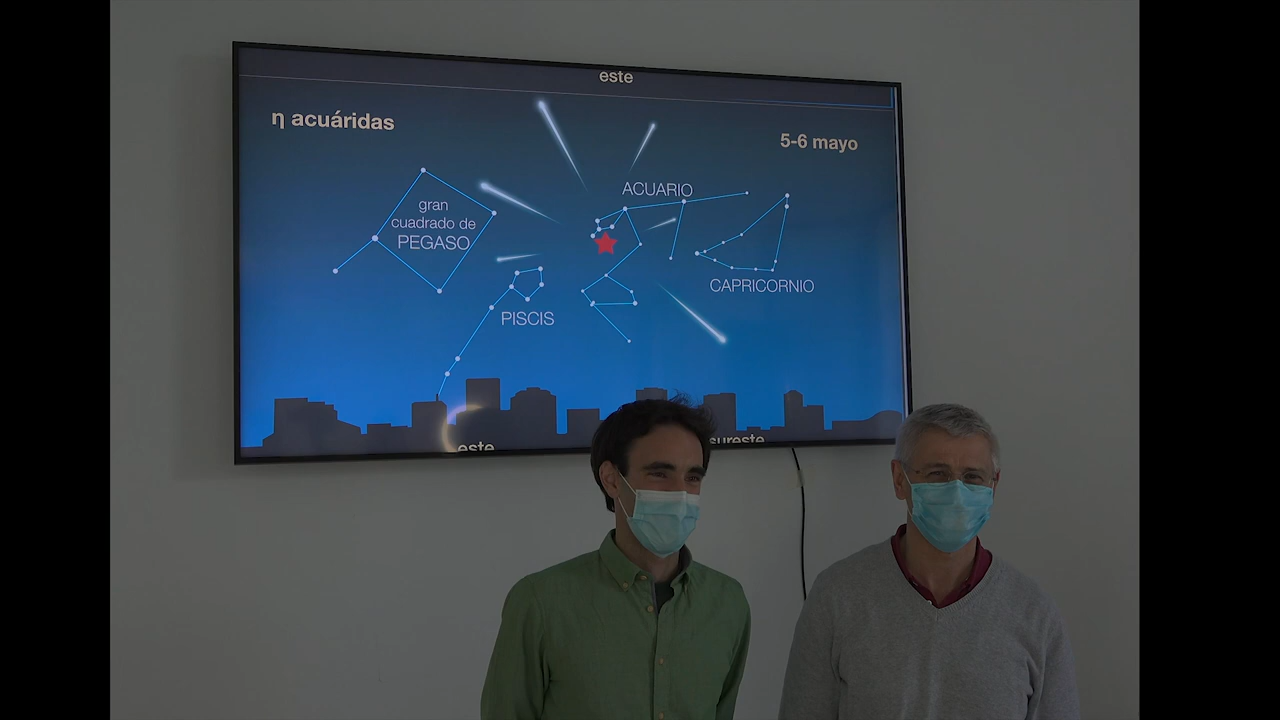 este
η acuáridas
5-6 mayo
ACUARIO
gran
cuadrado de
PEGASO
CAPRICORNIO
PISCIS
este
sureste